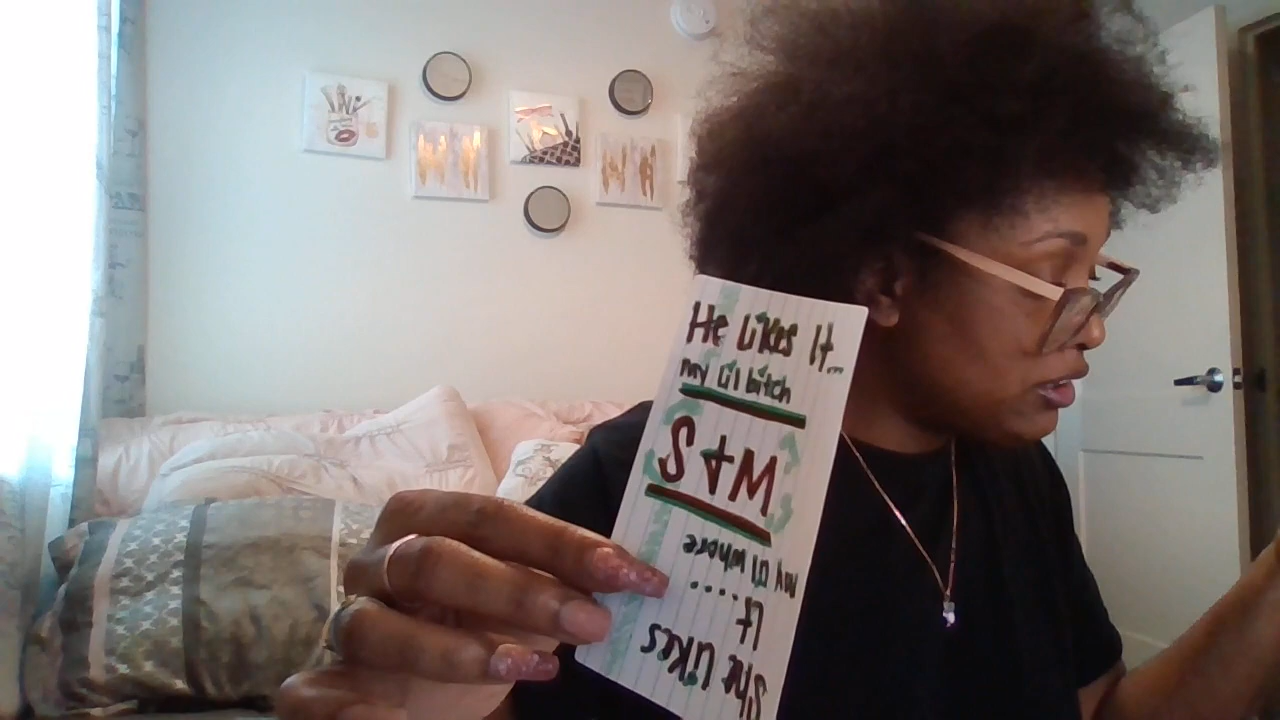 He Likes It...
my lil bitch
S+M
She Likes
It.....
my lil whore